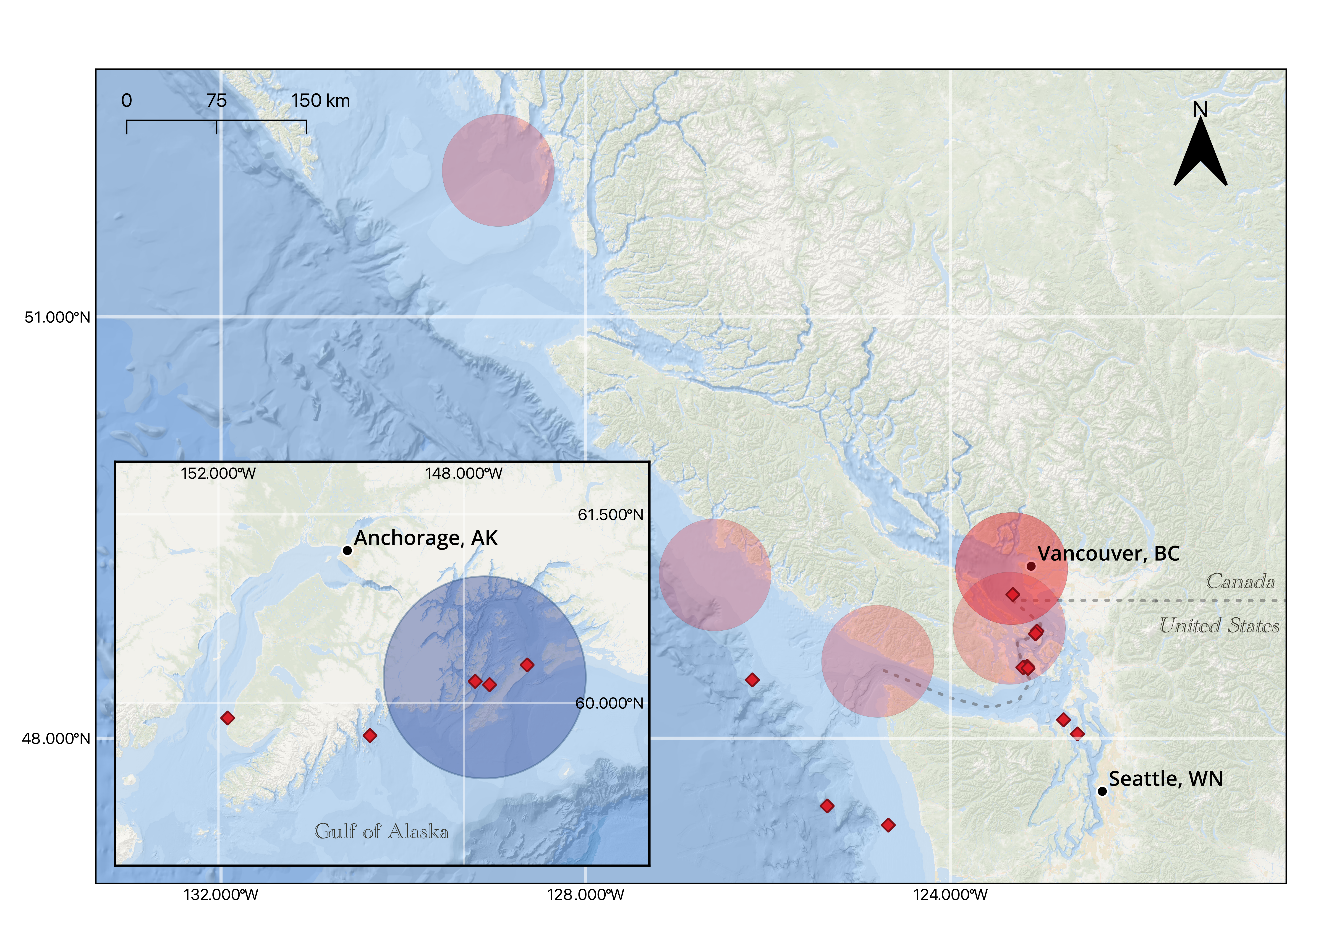 0 75 150 km
N
51.000°N
152.000°W 148.000°W
61.500°N
Anchorage, AK
Vancouver, BC
Canada
United States
60.000°N
48.000°N
Seattle, WN
Gulf of Alaska
132.000°W 128.000°W 124.000°W